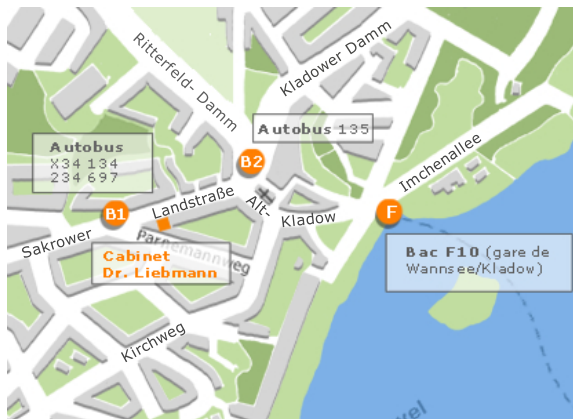 Ritterfeld- Damm
Kladower Damm
Autobus 135
Autobus
X34 134
234 697
B2
Imchenallee
B1
Landstraße
Alt-
Kladow
F
Sakrower
Parnemannweg
Cabinet
Dr. Liebmann
Bac F10 (gare de
Wannsee/Kladow)
Kirchweg